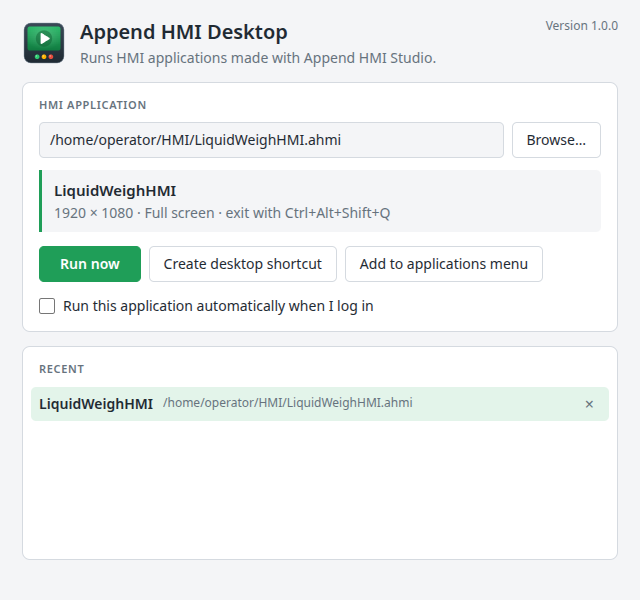 Append HMI Desktop
Version 1.0.0
Runs HMI applications made with Append HMI Studio.
HMI APPLICATION
/home/operator/HMI/LiquidWeighHMI.ahmi
Browse...
LiquidWeighHMI
1920 × 1080 · Full screen · exit with Ctrl+Alt+Shift+Q
Run now
Create desktop shortcut
Add to applications menu
Run this application automatically when I log in
RECENT
LiquidWeighHMI /home/operator/HMI/LiquidWeighHMI.ahmi ×